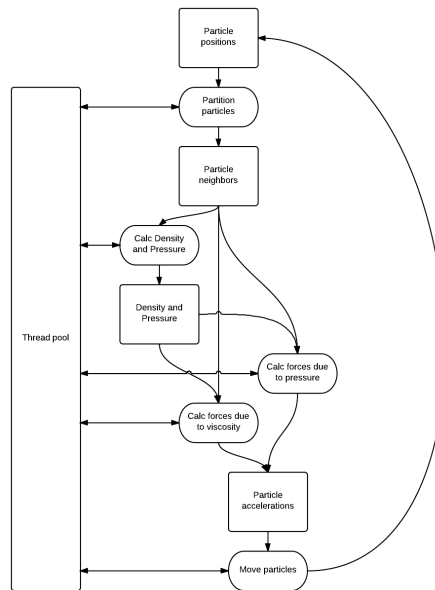 Particle
positions
Partition
particles
Particle
neighbors
Calc Density
and Pressure
Density and
Pressure
Thread pool
Calc forces due
to pressure
Calc forces due
to viscosity
Particle
accelerations
Move particles